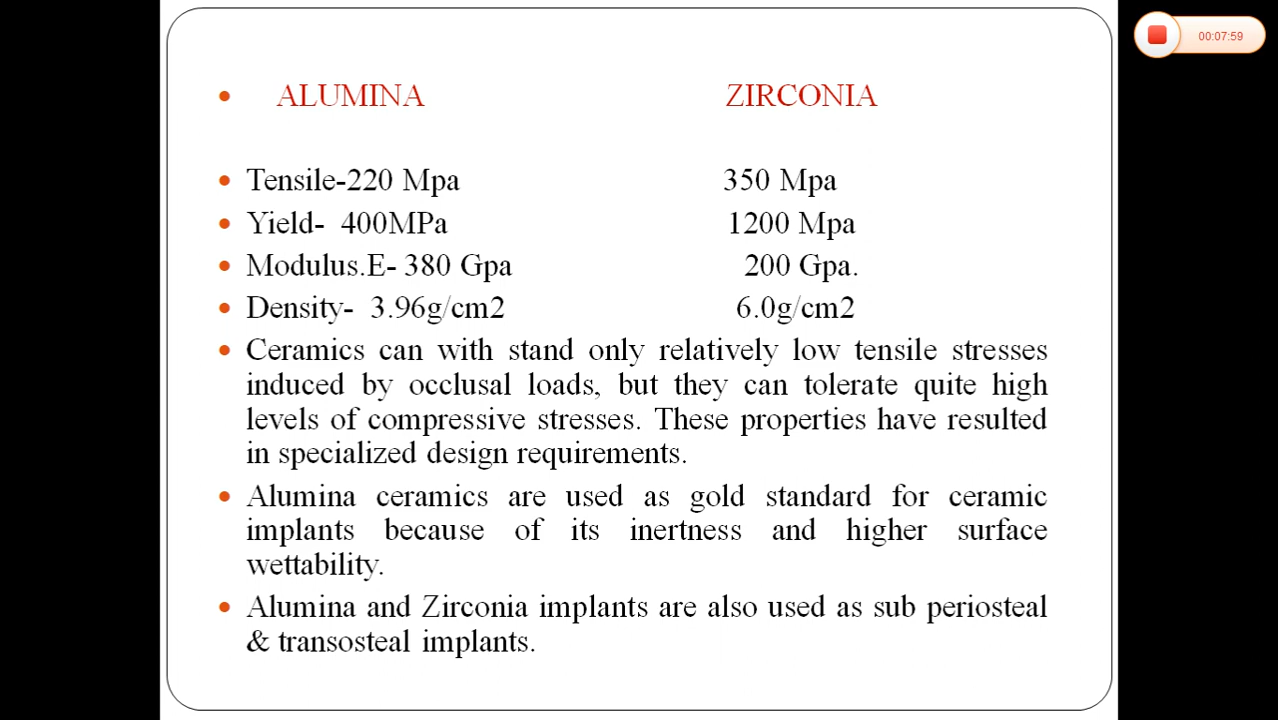 00:07:59
• ALUMINA ZIRCONIA
• Tensile-220 Mpa 350 Mpa
• Yield- 400MPa 1200 Mpa
• Modulus.E- 380 Gpa 200 Gpa.
• Density- 3.96g/cm2 6.0g/cm2
• Ceramics can with stand only relatively low tensile stresses
induced by occlusal loads, but they can tolerate quite high
levels of compressive stresses. These properties have resulted
in specialized design requirements.
• Alumina ceramics are used as gold standard for ceramic
implants because of its inertness and higher surface
wettability.
• Alumina and Zirconia implants are also used as sub periosteal
& transosteal implants.